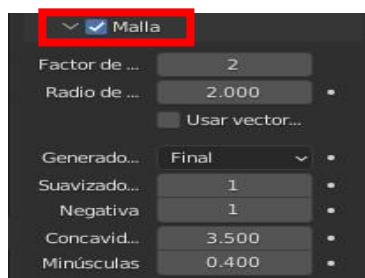 Malla
Factor de ... 2
Radio de ... 2.000
Usar vector...
Generado... Final
Suavizado... 1
Negativa 1
Concavid... 3.500
Minúsculas 0.400